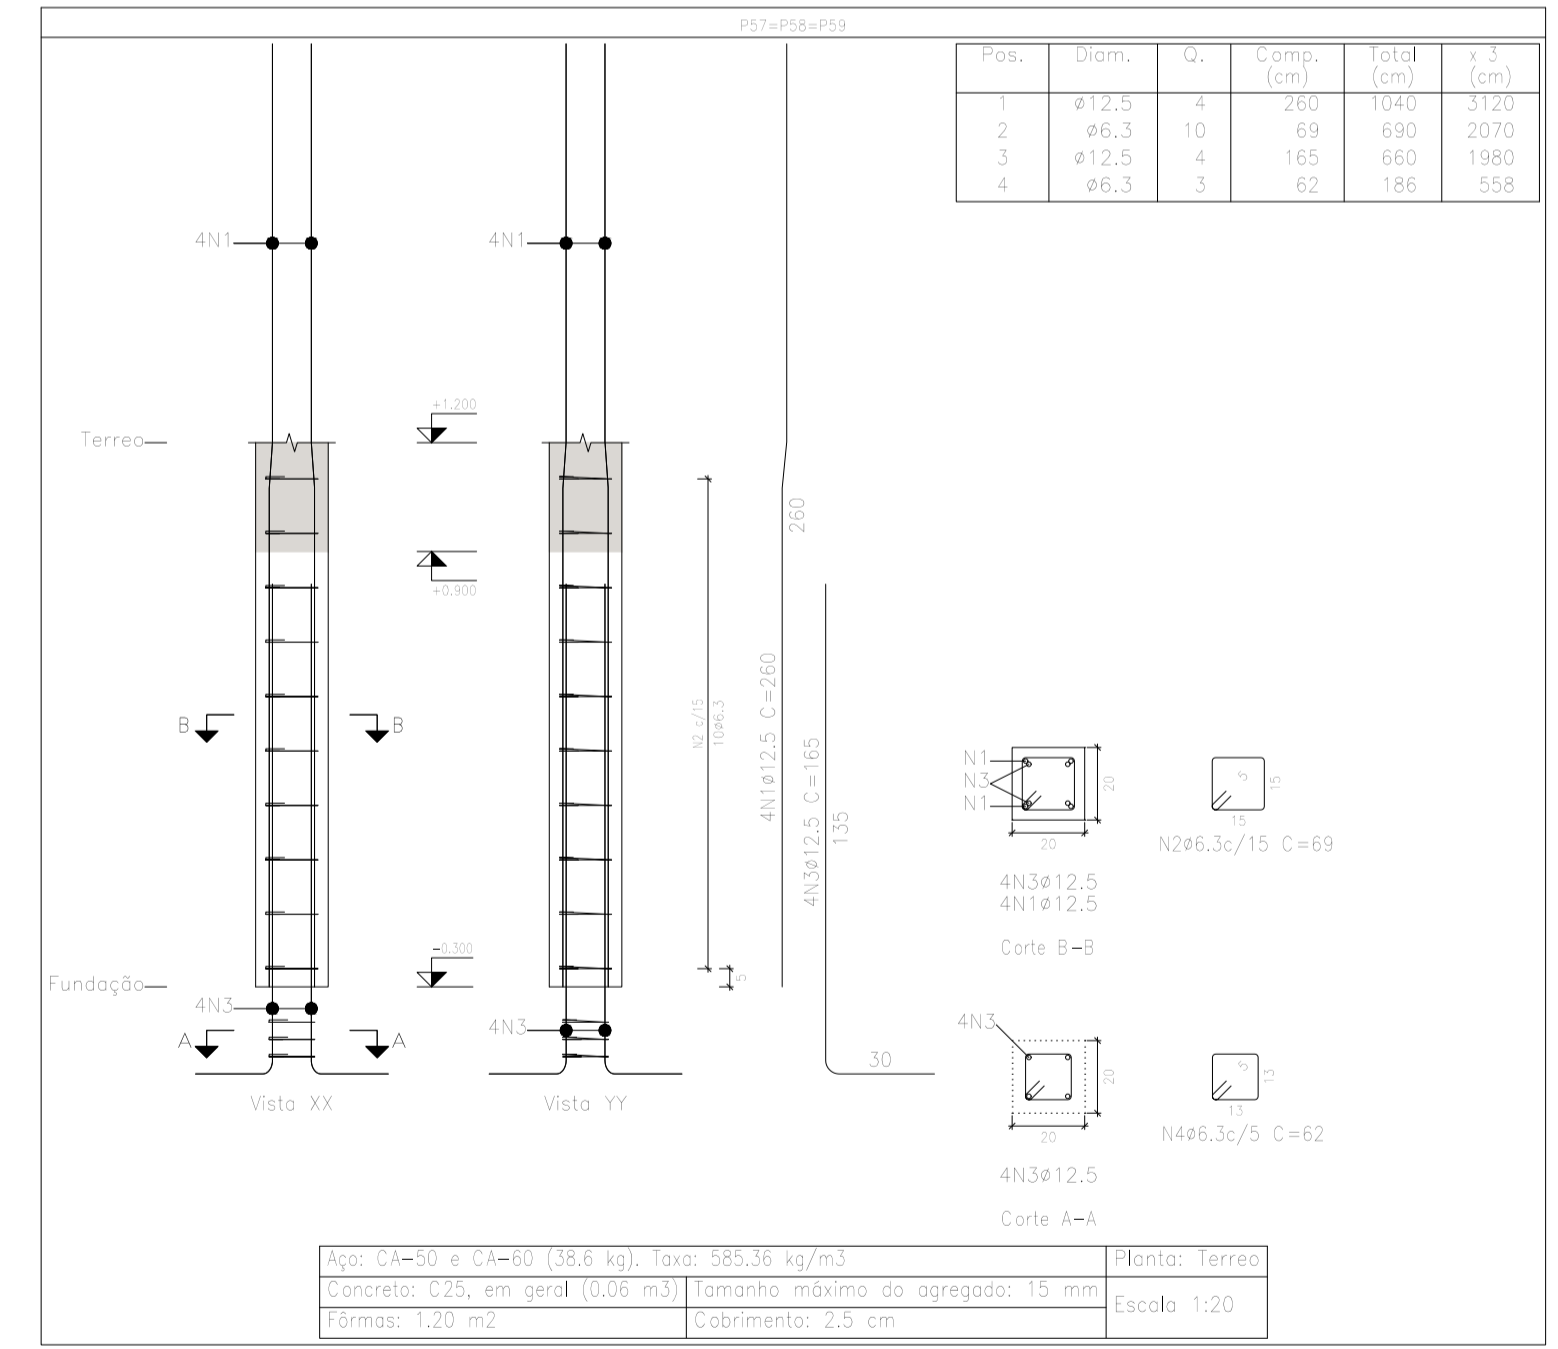 P57=P58=P59
Pos. Diam. Q. Comp. (cm) Total (cm) x 3 (cm)
1 ø12.5 4 260 1040 3120
2 ø6.3 10 69 690 2070
3 ø12.5 4 165 660 1980
4 ø6.3 3 62 186 558
4N1
4N1
+1.200
Terreo
260
+0.900
4N1ø12.5 C=260
N2 c/15
10ø6.3
B
B
4N3ø12.5 C=165
135
N1
N3
N1
20
20
5
15
15
N2ø6.3c/15 C=69
4N3ø12.5
4N1ø12.5
Corte B-B
-0.300
5
Fundação
4N3
4N3
A
A
30
Vista XX
Vista YY
4N3
20
20
5
13
13
N4ø6.3c/5 C=62
4N3ø12.5
Corte A-A
Aço: CA-50 e CA-60 (38.6 kg). Taxa: 585.36 kg/m3
Planta: Terreo
Concreto: C25, em geral (0.06 m3)
Tamanho máximo do agregado: 15 mm
Escala 1:20
Fôrmas: 1.20 m2
Cobrimento: 2.5 cm